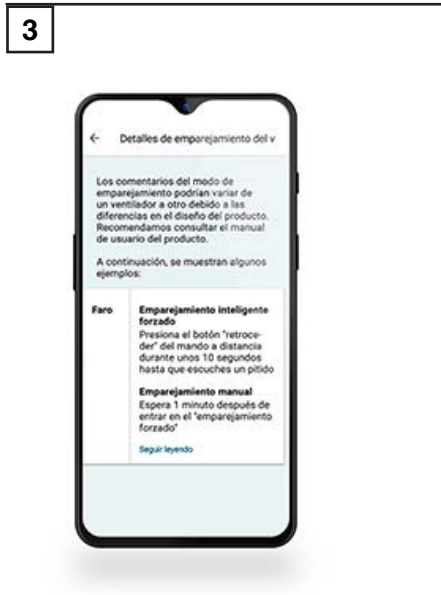 3
← Detalles de emparejamiento del v
Los comentarios del modo de
emparejamiento podrían variar de
un ventilador a otro debido a las
diferencias en el diseño del producto.
Recomendamos consultar el manual
de usuario del producto.
A continuación, se muestran algunos
ejemplos:
Faro
Emparejamiento inteligente
forzado
Presiona el botón "retroce-
der" del mando a distancia
durante unos 10 segundos
hasta que escuches un pitido
Emparejamiento manual
Espera 1 minuto después de
entrar en el "emparejamiento
forzado"
Seguir leyendo